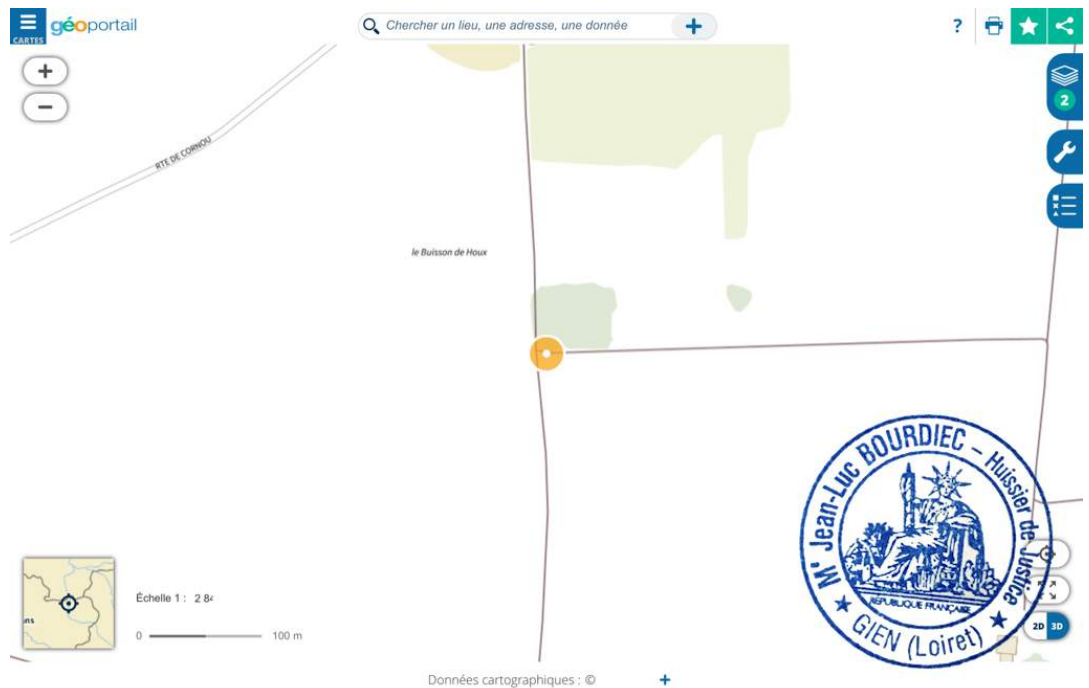 CARTES
géoportail
Chercher un lieu, une adresse, une donnée
?
2
RTE DE CORNOU
le Buisson de Houx
Mᵉ Jean-Luc BOURDIEC – Huissier de Justice
RÉPUBLIQUE FRANÇAISE
★ GIEN (Loiret) ★
Échelle 1 : 2 84
0 100 m
2D 3D
Données cartographiques : © +